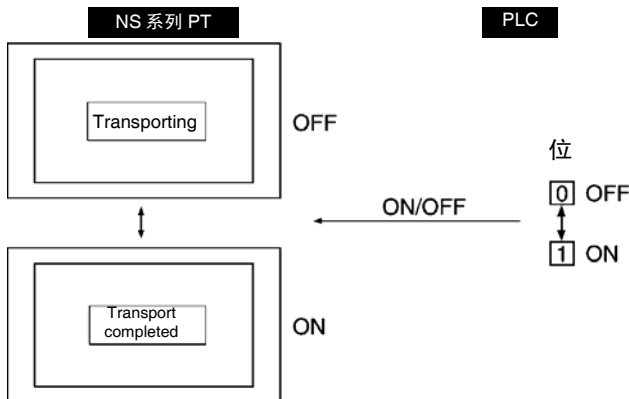 NS 系列 PT
PLC
Transporting
OFF
位
0 OFF
ON/OFF
1 ON
Transport
completed
ON